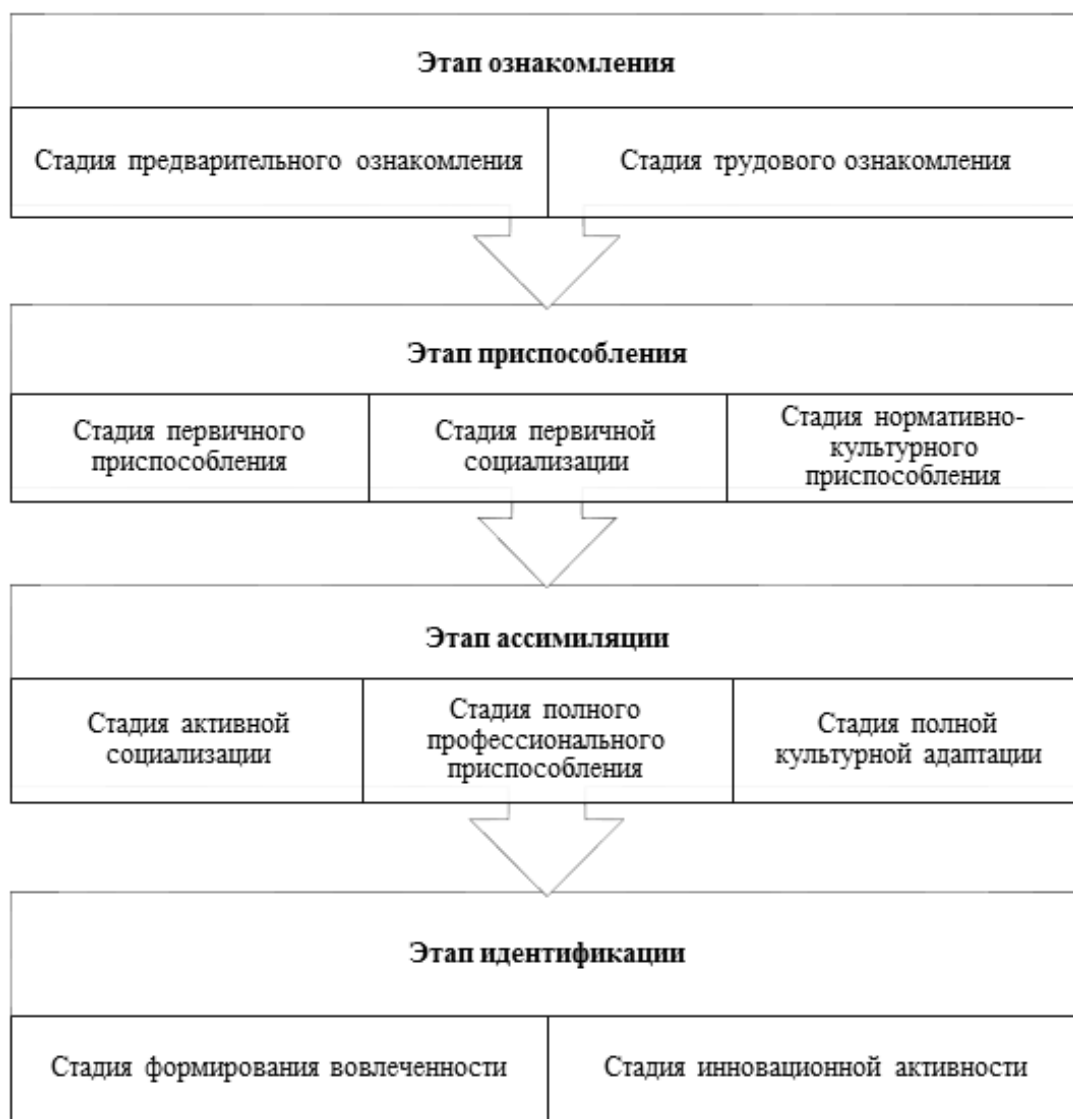 Этап ознакомления
Стадия предварительного ознакомления
Стадия трудового ознакомления
Этап приспособления
Стадия первичного
приспособления
Стадия первичной
социализации
Стадия нормативно-
культурного
приспособления
Этап ассимиляции
Стадия активной
социализации
Стадия полного
профессионального
приспособления
Стадия полной
культурной адаптации
Этап идентификации
Стадия формирования вовлеченности
Стадия инновационной активности